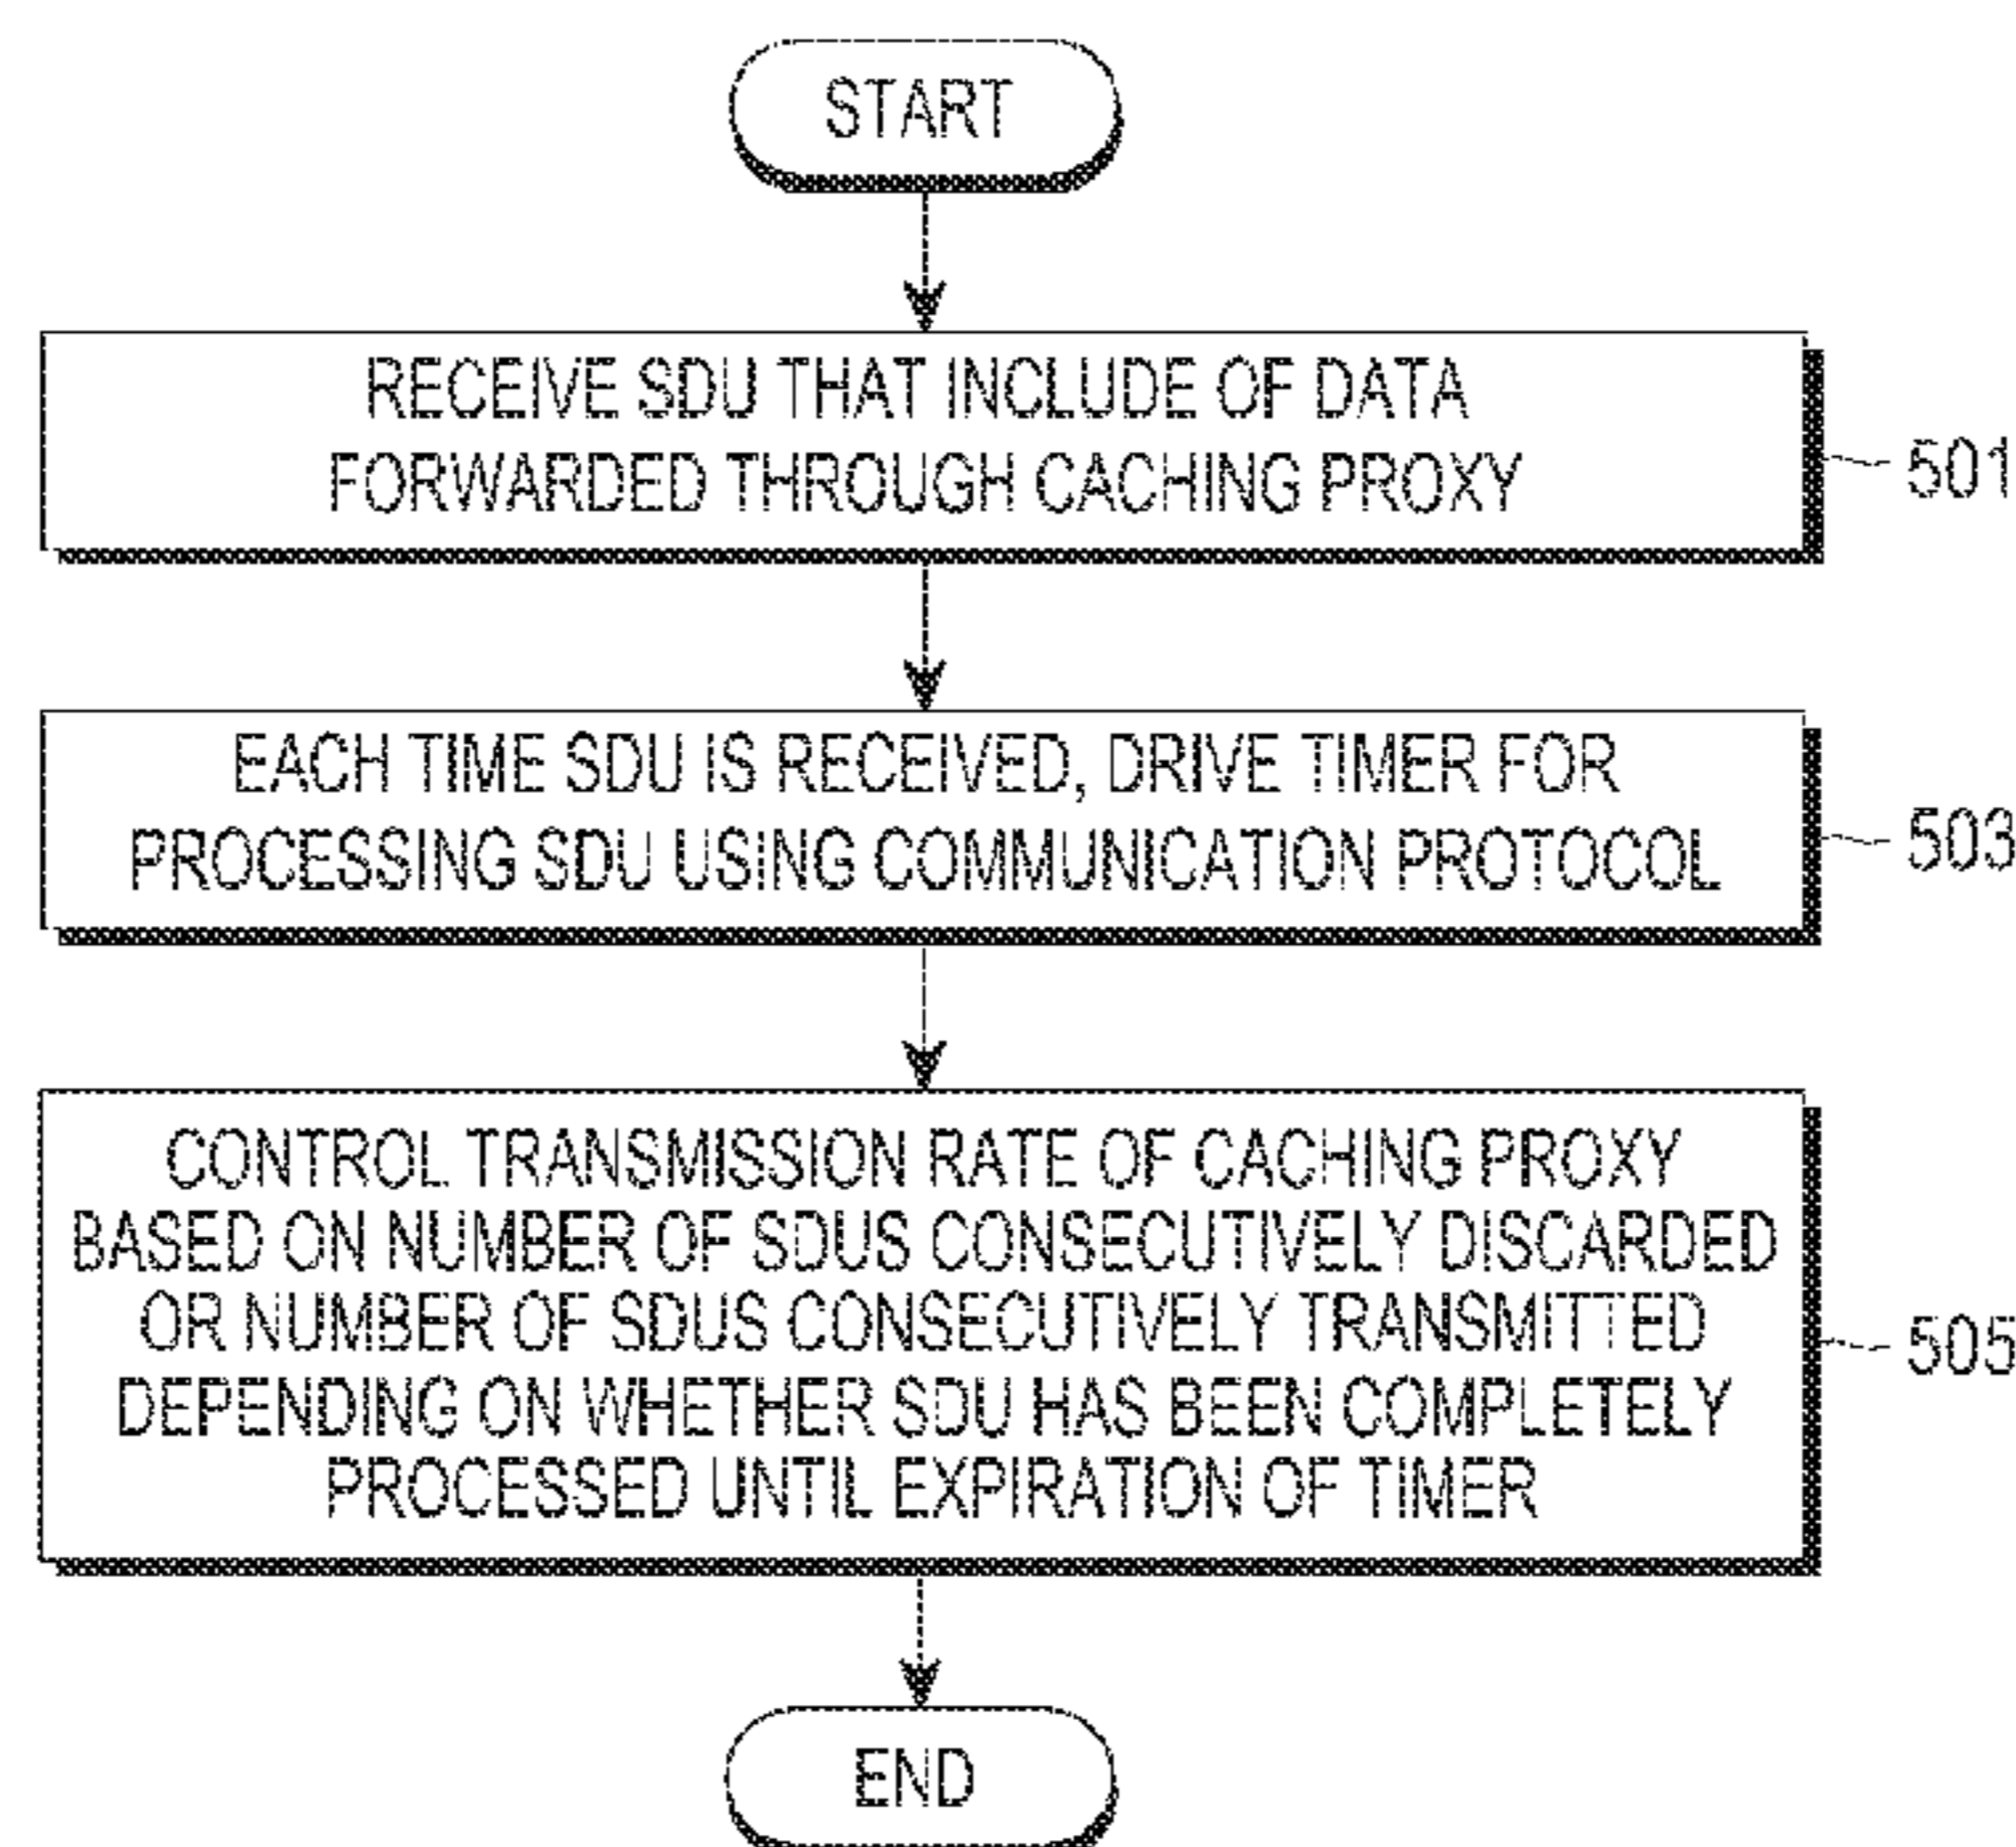 START
RECEIVE SDU THAT INCLUDE OF DATA
FORWARDED THROUGH CACHING PROXY
501
EACH TIME SDU IS RECEIVED, DRIVE TIMER FOR
PROCESSING SDU USING COMMUNICATION PROTOCOL
503
CONTROL TRANSMISSION RATE OF CACHING PROXY
BASED ON NUMBER OF SDUS CONSECUTIVELY DISCARDED
OR NUMBER OF SDUS CONSECUTIVELY TRANSMITTED
DEPENDING ON WHETHER SDU HAS BEEN COMPLETELY
PROCESSED UNTIL EXPIRATION OF TIMER
505
END